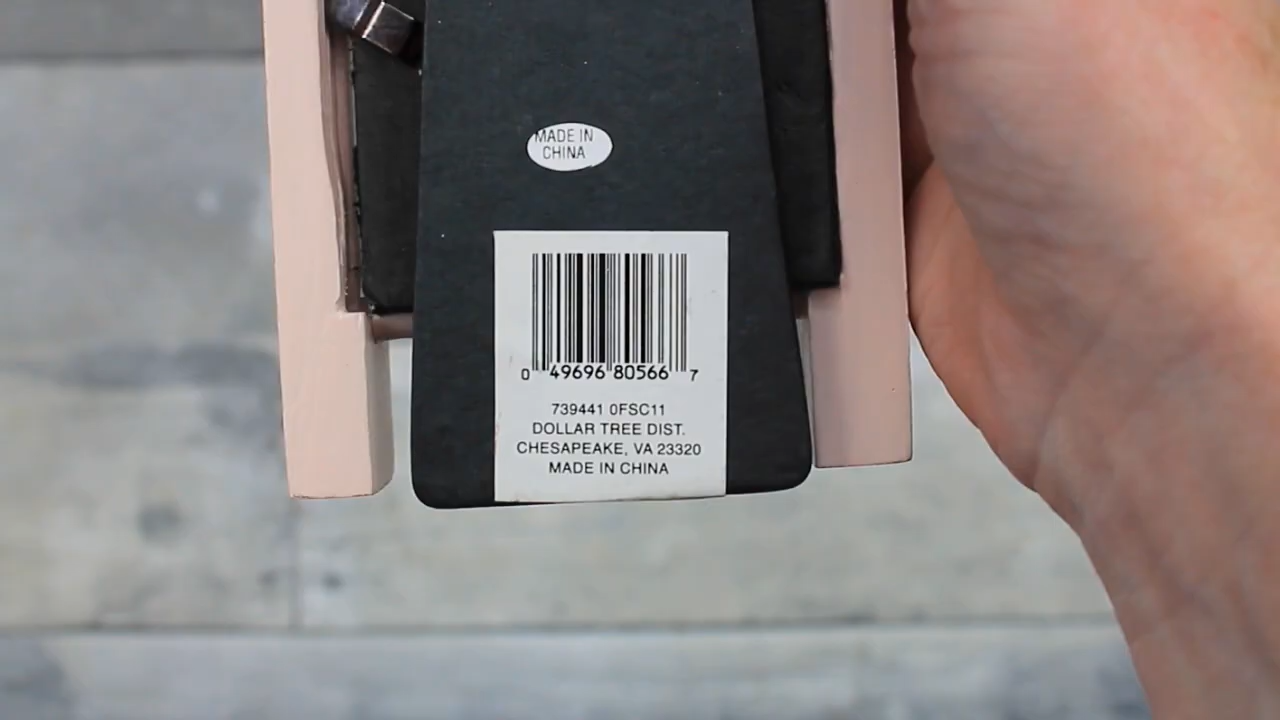 MADE IN
CHINA
0 49696 80566 7
739441 0FSC11
DOLLAR TREE DIST.
CHESAPEAKE, VA 23320
MADE IN CHINA